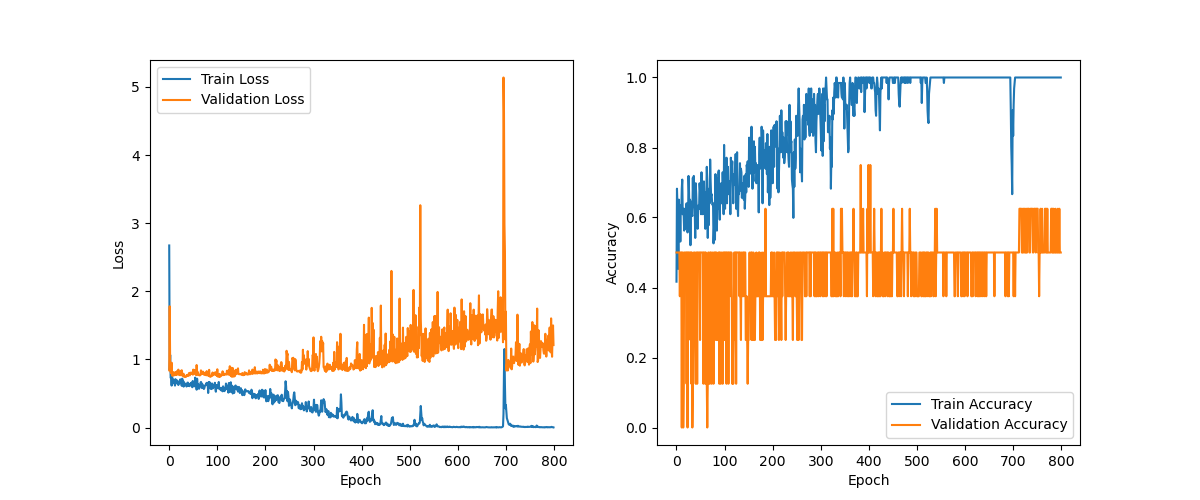 Train Loss
Validation Loss
5
4
3
2
1
0
Loss
0 100 200 300 400 500 600 700 800
Epoch
1.0
0.8
0.6
0.4
0.2
0.0
Accuracy
Train Accuracy
Validation Accuracy
0 100 200 300 400 500 600 700 800
Epoch